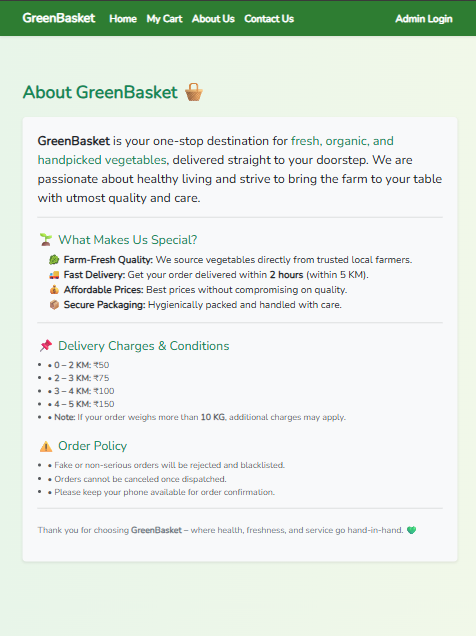 GreenBasket Home My Cart About Us Contact Us Admin Login
About GreenBasket
GreenBasket is your one-stop destination for fresh, organic, and
handpicked vegetables, delivered straight to your doorstep. We are
passionate about healthy living and strive to bring the farm to your table
with utmost quality and care.
What Makes Us Special?
Farm-Fresh Quality: We source vegetables directly from trusted local farmers.
Fast Delivery: Get your order delivered within 2 hours (within 5 KM).
Affordable Prices: Best prices without compromising on quality.
Secure Packaging: Hygienically packed and handled with care.
Delivery Charges & Conditions
• • 0 – 2 KM: ₹50
• • 2 – 3 KM: ₹75
• • 3 – 4 KM: ₹100
• • 4 – 5 KM: ₹150
• • Note: If your order weighs more than 10 KG, additional charges may apply.
Order Policy
• • Fake or non-serious orders will be rejected and blacklisted.
• • Orders cannot be canceled once dispatched.
• • Please keep your phone available for order confirmation.
Thank you for choosing GreenBasket – where health, freshness, and service go hand-in-hand.